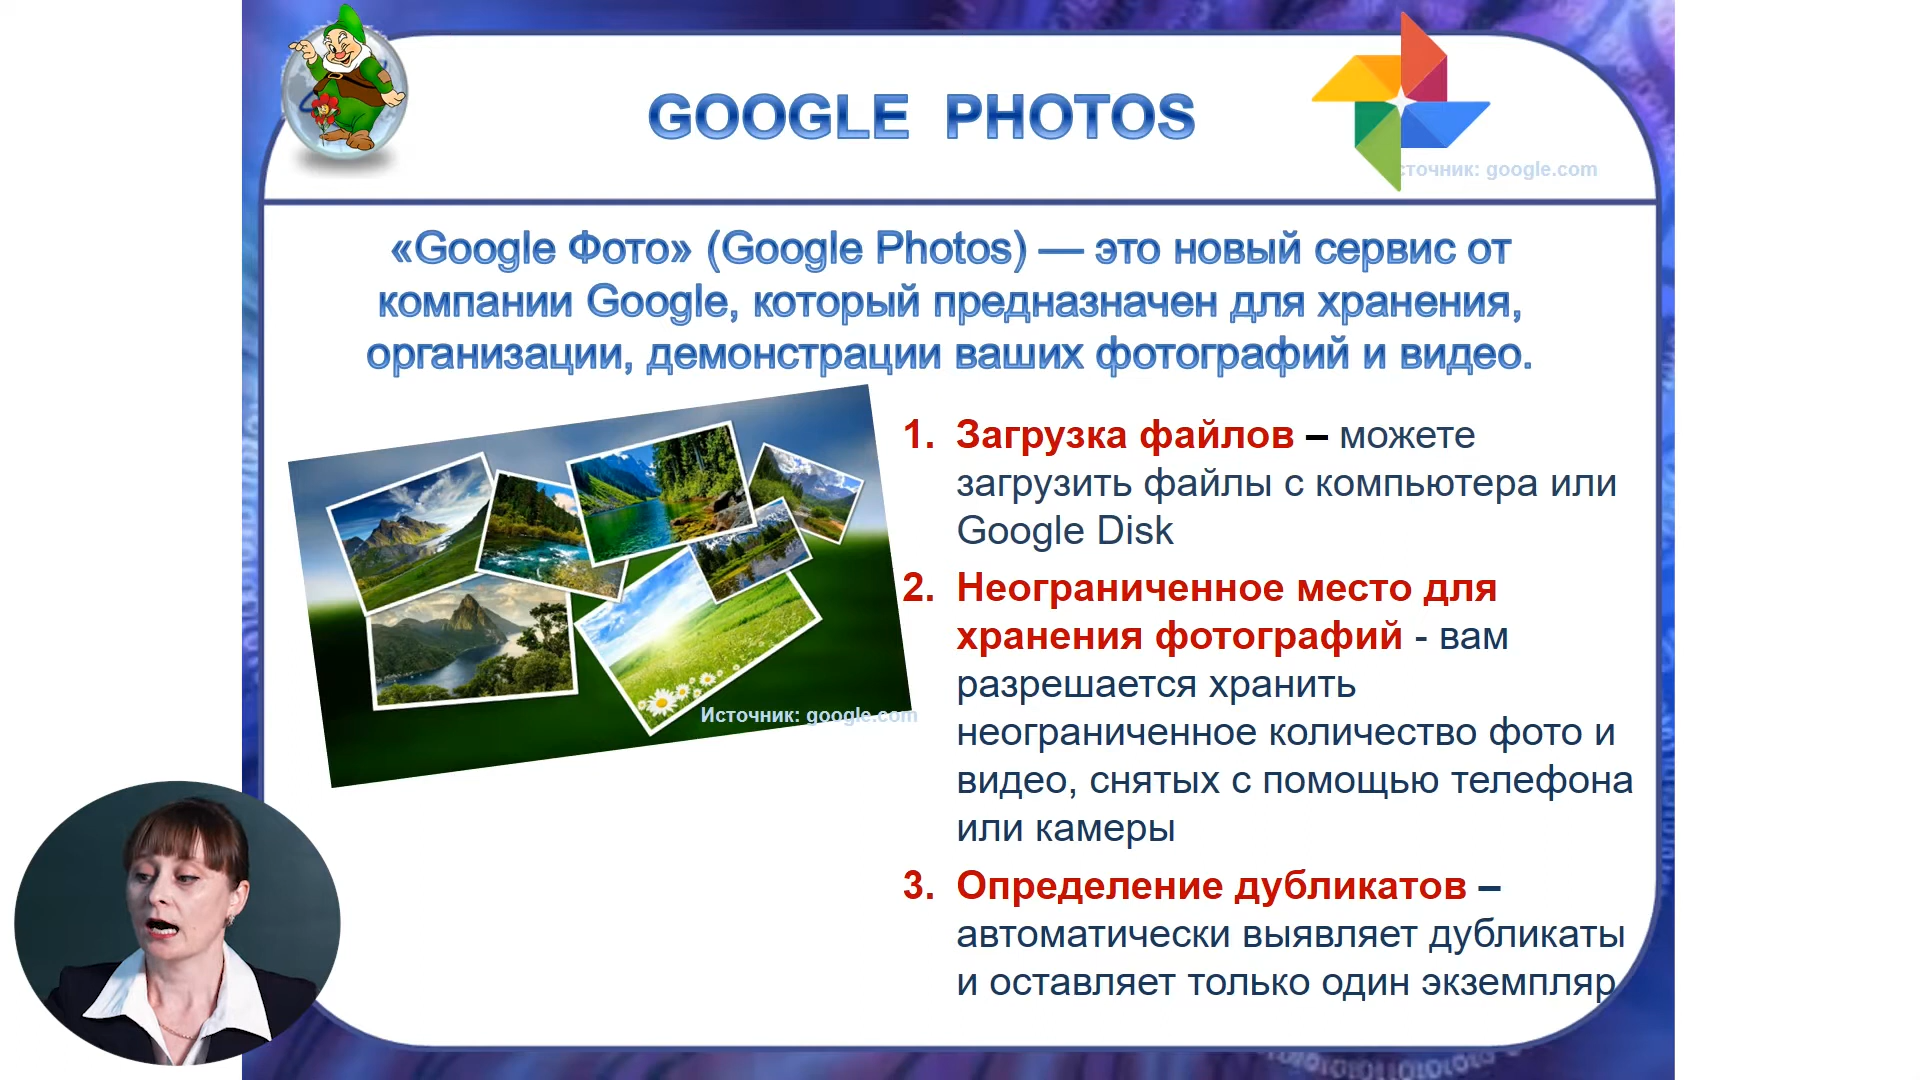 GOOGLE PHOTOS
сточник: google.com
«Google Фото» (Google Photos) — это новый сервис от
компании Google, который предназначен для хранения,
организации, демонстрации ваших фотографий и видео.
1. Загрузка файлов – можете
загрузить файлы с компьютера или
Google Disk
2. Неограниченное место для
хранения фотографий - вам
разрешается хранить
неограниченное количество фото и
видео, снятых с помощью телефона
или камеры
3. Определение дубликатов –
автоматически выявляет дубликаты
и оставляет только один экземпляр
Источник: google.com